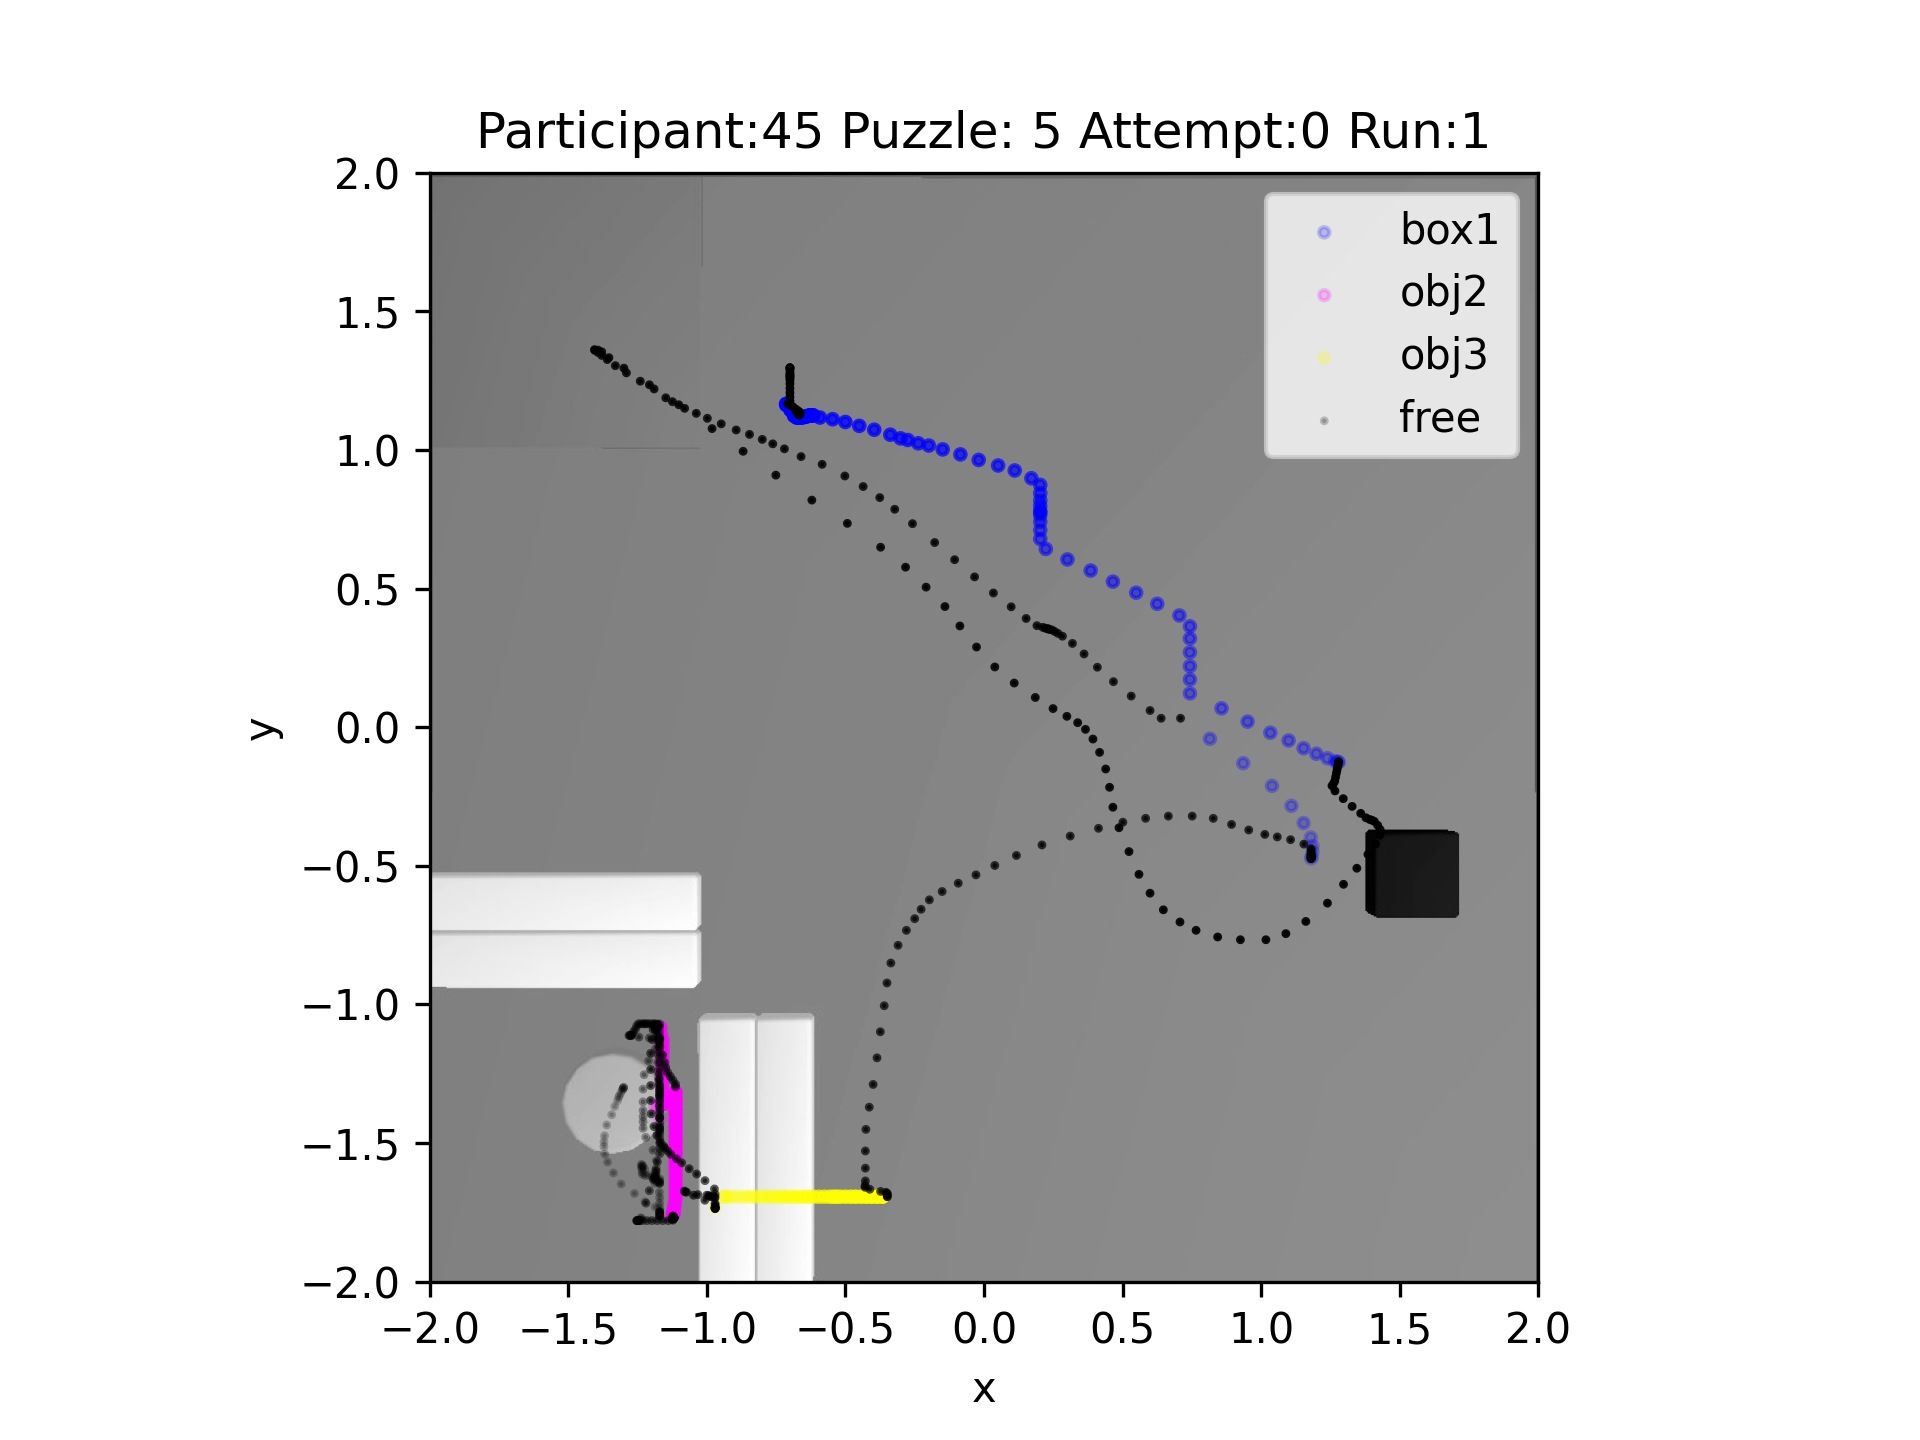 Participant:45 Puzzle: 5 Attempt:0 Run:1
2.0
1.5
1.0
0.5
0.0
−0.5
−1.0
−1.5
−2.0
y
box1
obj2
obj3
free
−2.0 −1.5 −1.0 −0.5 0.0 0.5 1.0 1.5 2.0
x